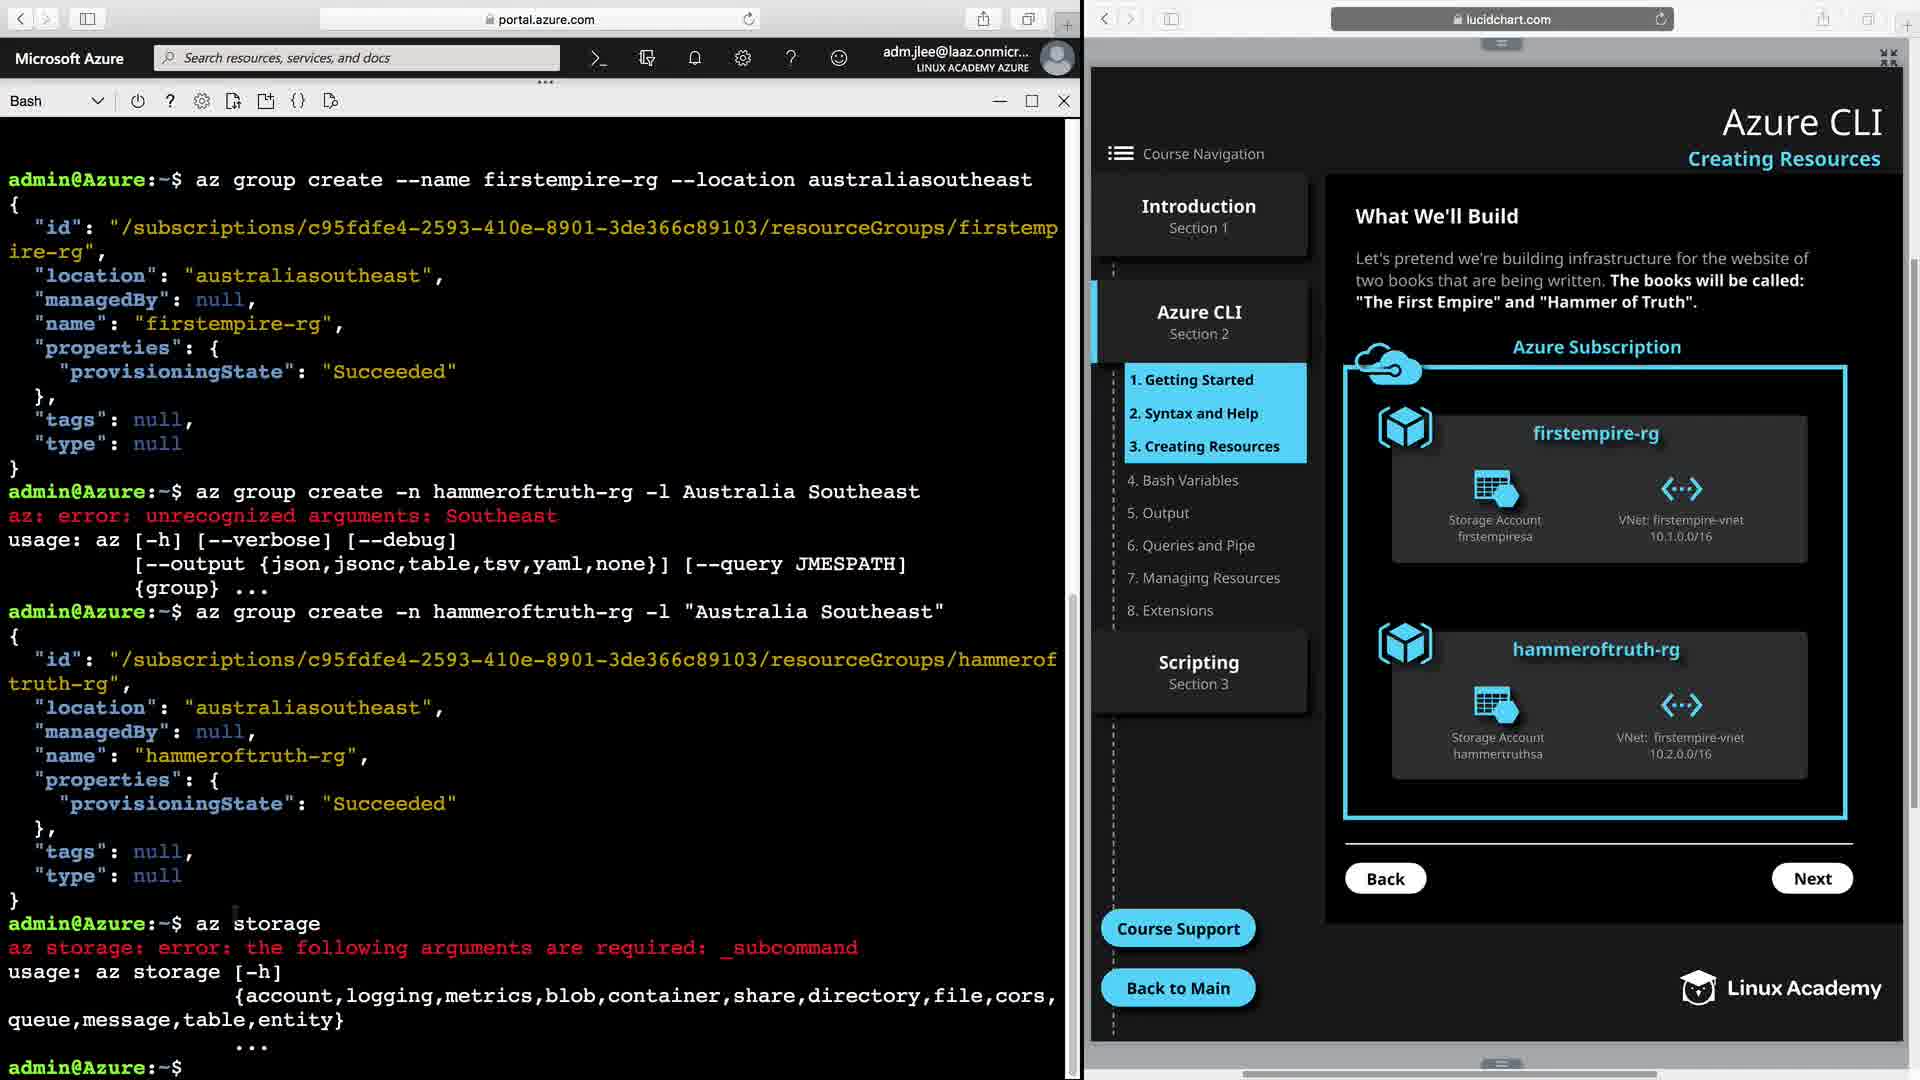 portal.azure.com
Microsoft Azure
Search resources, services, and docs
adm.jlee@laaz.onmicr...
LINUX ACADEMY AZURE
Bash
admin@Azure:~$ az group create --name firstempire-rg --location australiasoutheast
{
"id": "/subscriptions/c95fdfe4-2593-410e-8901-3de366c89103/resourceGroups/firstemp
ire-rg",
"location": "australiasoutheast",
"managedBy": null,
"name": "firstempire-rg",
"properties": {
"provisioningState": "Succeeded"
},
"tags": null,
"type": null
}
admin@Azure:~$ az group create -n hammeroftruth-rg -l Australia Southeast
az: error: unrecognized arguments: Southeast
usage: az [-h] [--verbose] [--debug]
[--output {json,jsonc,table,tsv,yaml,none}] [--query JMESPATH]
{group} ...
admin@Azure:~$ az group create -n hammeroftruth-rg -l "Australia Southeast"
{
"id": "/subscriptions/c95fdfe4-2593-410e-8901-3de366c89103/resourceGroups/hammerof
truth-rg",
"location": "australiasoutheast",
"managedBy": null,
"name": "hammeroftruth-rg",
"properties": {
"provisioningState": "Succeeded"
},
"tags": null,
"type": null
}
admin@Azure:~$ az storage
az storage: error: the following arguments are required: _subcommand
usage: az storage [-h]
{account,logging,metrics,blob,container,share,directory,file,cors,
queue,message,table,entity}
...
admin@Azure:~$
lucidchart.com
Azure CLI
Creating Resources
Course Navigation
Introduction
Section 1
Azure CLI
Section 2
1. Getting Started
2. Syntax and Help
3. Creating Resources
4. Bash Variables
5. Output
6. Queries and Pipe
7. Managing Resources
8. Extensions
Scripting
Section 3
Course Support
Back to Main
What We'll Build
Let's pretend we're building infrastructure for the website of
two books that are being written. The books will be called:
"The First Empire" and "Hammer of Truth".
Azure Subscription
firstempire-rg
Storage Account
firstempiresa
VNet: firstempire-vnet
10.1.0.0/16
hammeroftruth-rg
Storage Account
hammertruthsa
VNet: firstempire-vnet
10.2.0.0/16
Back
Next
Linux Academy